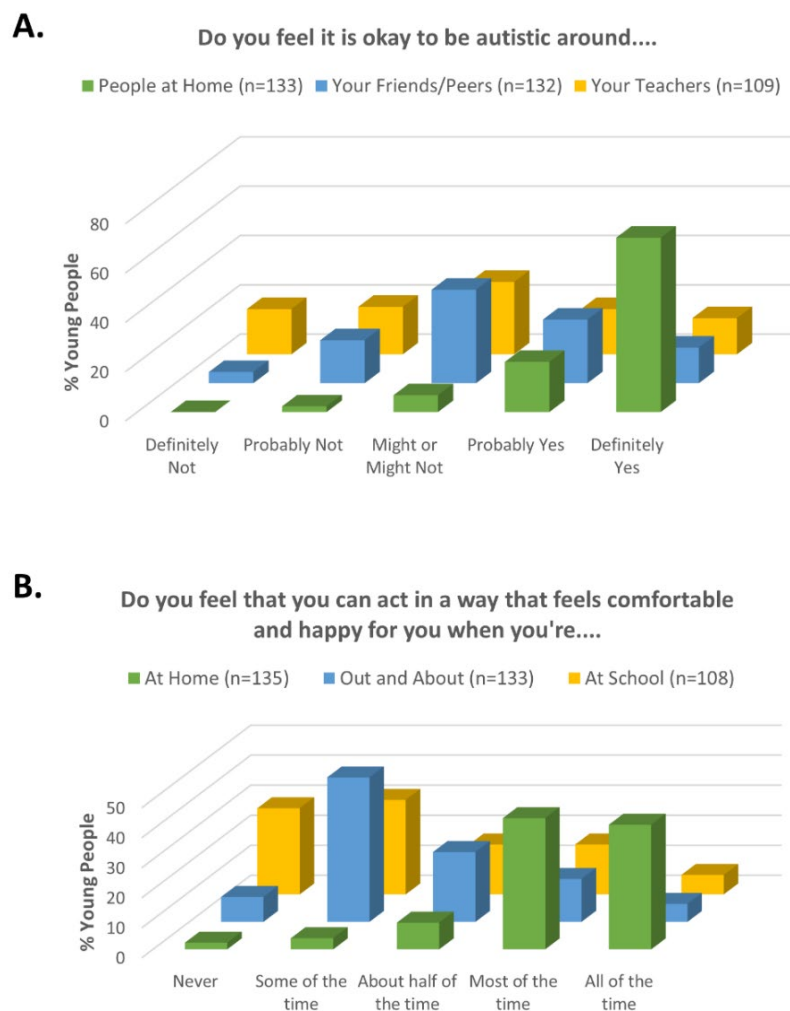 A.
Do you feel it is okay to be autistic around....
People at Home (n=133) Your Friends/Peers (n=132) Your Teachers (n=109)
% Young People
80
60
40
20
0
Definitely Not
Probably Not
Might or Might Not
Probably Yes
Definitely Yes
B.
Do you feel that you can act in a way that feels comfortable
and happy for you when you're....
At Home (n=135) Out and About (n=133) At School (n=108)
% Young People
50
40
30
20
10
0
Never
Some of the time
About half of the time
Most of the time
All of the time